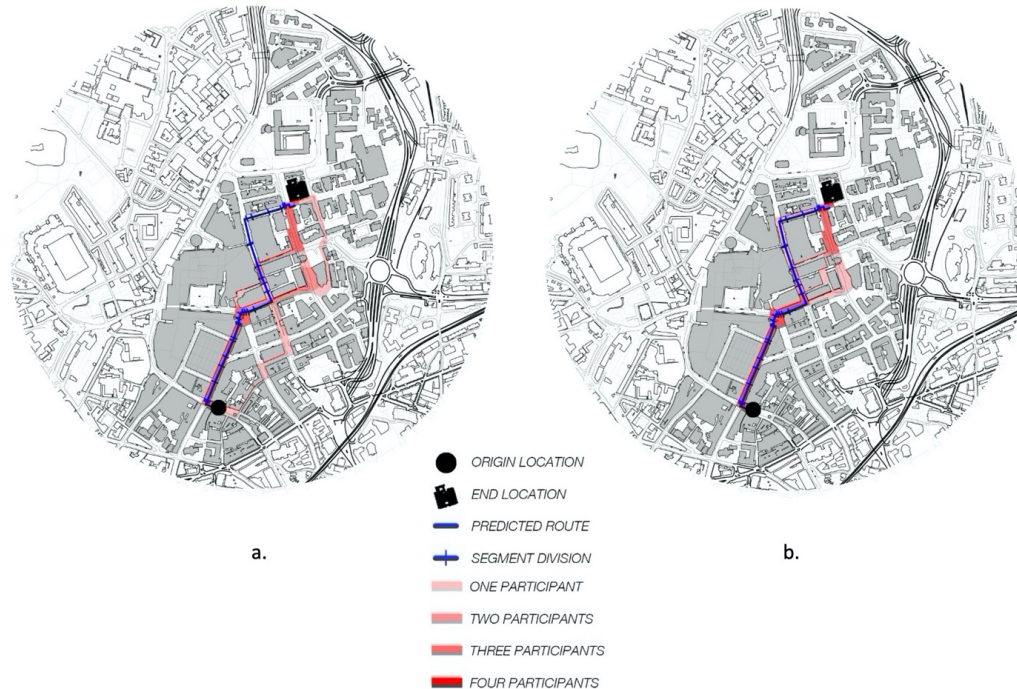 ORIGIN LOCATION
END LOCATION
PREDICTED ROUTE
a.
b.
SEGMENT DIVISION
ONE PARTICIPANT
TWO PARTICIPANTS
THREE PARTICIPANTS
FOUR PARTICIPANTS